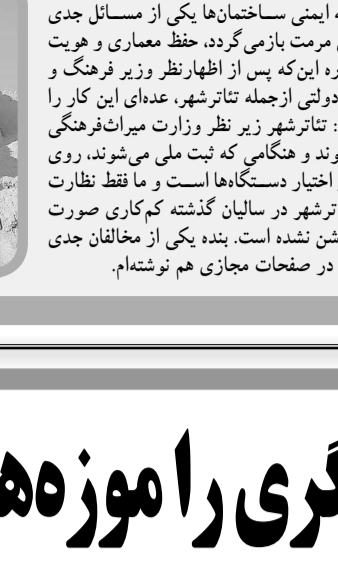 ه ایمنی ساختمان‌ها یکی از مسائل جدی
مرمت بازمی‌گردد، حفظ معماری و هویت
ره این‌که پس از اظهارنظر وزیر فرهنگ و
دولتی ازجمله تئاترشهر، عده‌ای این کار را
: تئاترشهر زیر نظر وزارت میراث‌فرهنگی
وند و هنگامی که ثبت ملی می‌شوند، روی
اختیار دستگاه‌ها است و ما فقط نظارت
ترشهر در سالیان گذشته کم‌کاری صورت
شن نشده است. بنده یکی از مخالفان جدی
در صفحات مجازی هم نوشته‌ام.
گری را موزه‌ه